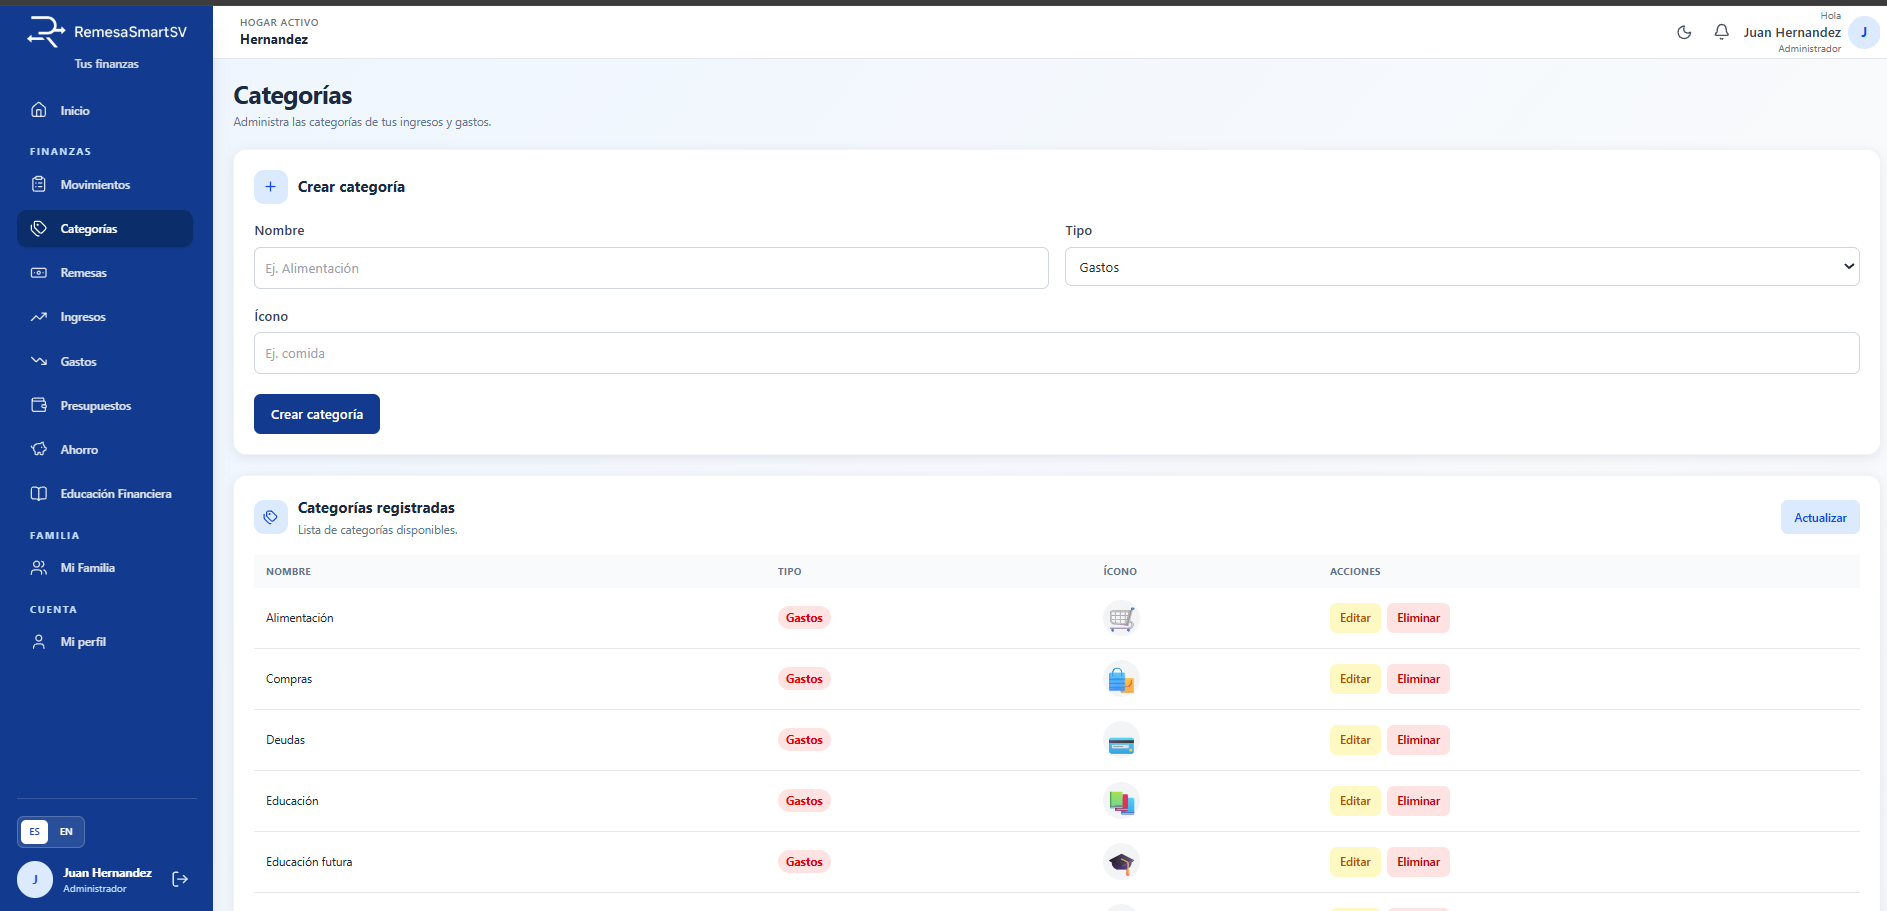 RemesaSmartSV
Tus finanzas
Inicio
FINANZAS
Movimientos
Categorías
Remesas
Ingresos
Gastos
Presupuestos
Ahorro
Educación Financiera
FAMILIA
Mi Familia
CUENTA
Mi perfil
ES EN
J
Juan Hernandez
Administrador
HOGAR ACTIVO
Hernandez
Hola
Juan Hernandez
Administrador
J
Categorías
Administra las categorías de tus ingresos y gastos.
Crear categoría
Nombre Tipo
Ej. Alimentación Gastos
Ícono
Ej. comida
Crear categoría
Categorías registradas
Lista de categorías disponibles.
Actualizar
NOMBRE TIPO ÍCONO ACCIONES
Alimentación Gastos Editar Eliminar
Compras Gastos Editar Eliminar
Deudas Gastos Editar Eliminar
Educación Gastos Editar Eliminar
Educación futura Gastos Editar Eliminar